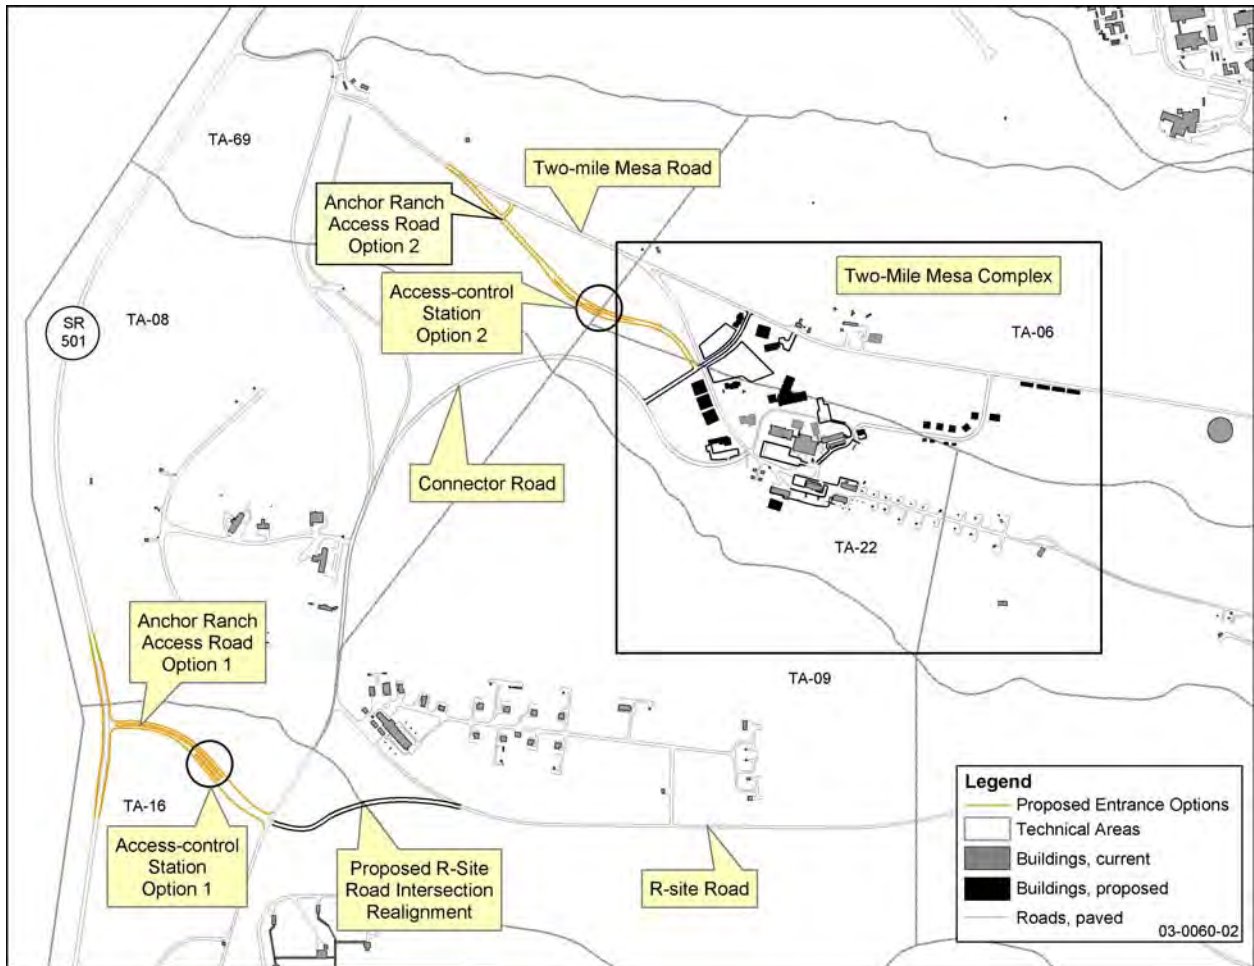 TA-69
Two-mile Mesa Road
Anchor Ranch
Access Road
Option 2
Two-Mile Mesa Complex
Access-control
Station
Option 2
SR
501
TA-08
TA-06
Connector Road
TA-22
Anchor Ranch
Access Road
Option 1
TA-09
TA-16
Access-control
Station
Option 1
Proposed R-Site
Road Intersection
Realignment
R-site Road
Legend
Proposed Entrance Options
Technical Areas
Buildings, current
Buildings, proposed
Roads, paved
03-0060-02